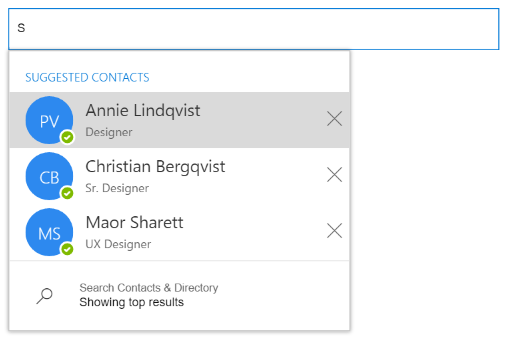 S
SUGGESTED CONTACTS
PV
Annie Lindqvist
Designer
CB
Christian Bergqvist
Sr. Designer
MS
Maor Sharett
UX Designer
Search Contacts & Directory
Showing top results